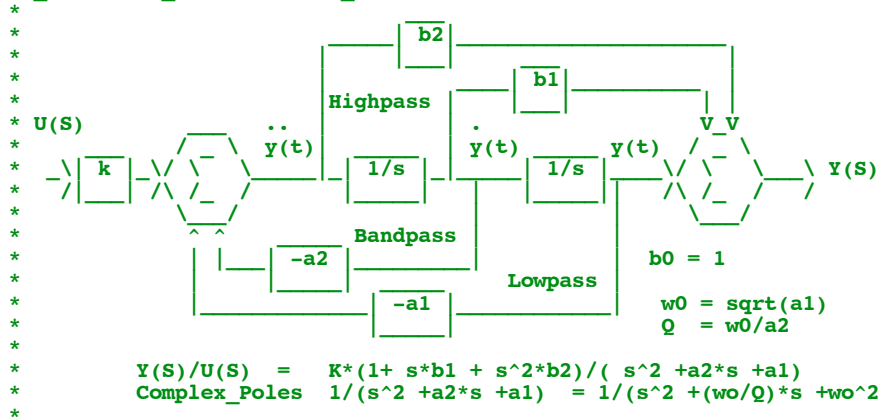 b2
b1
Highpass
U(S)
.. .
y(t) y(t) y(t)
k 1/s 1/s Y(S)
Bandpass
-a2 b0 = 1
Lowpass
-a1 w0 = sqrt(a1)
Q = w0/a2
Y(S)/U(S) = K*(1+ s*b1 + s^2*b2)/( s^2 +a2*s +a1)
Complex_Poles 1/(s^2 +a2*s +a1) = 1/(s^2 +(wo/Q)*s +wo^2